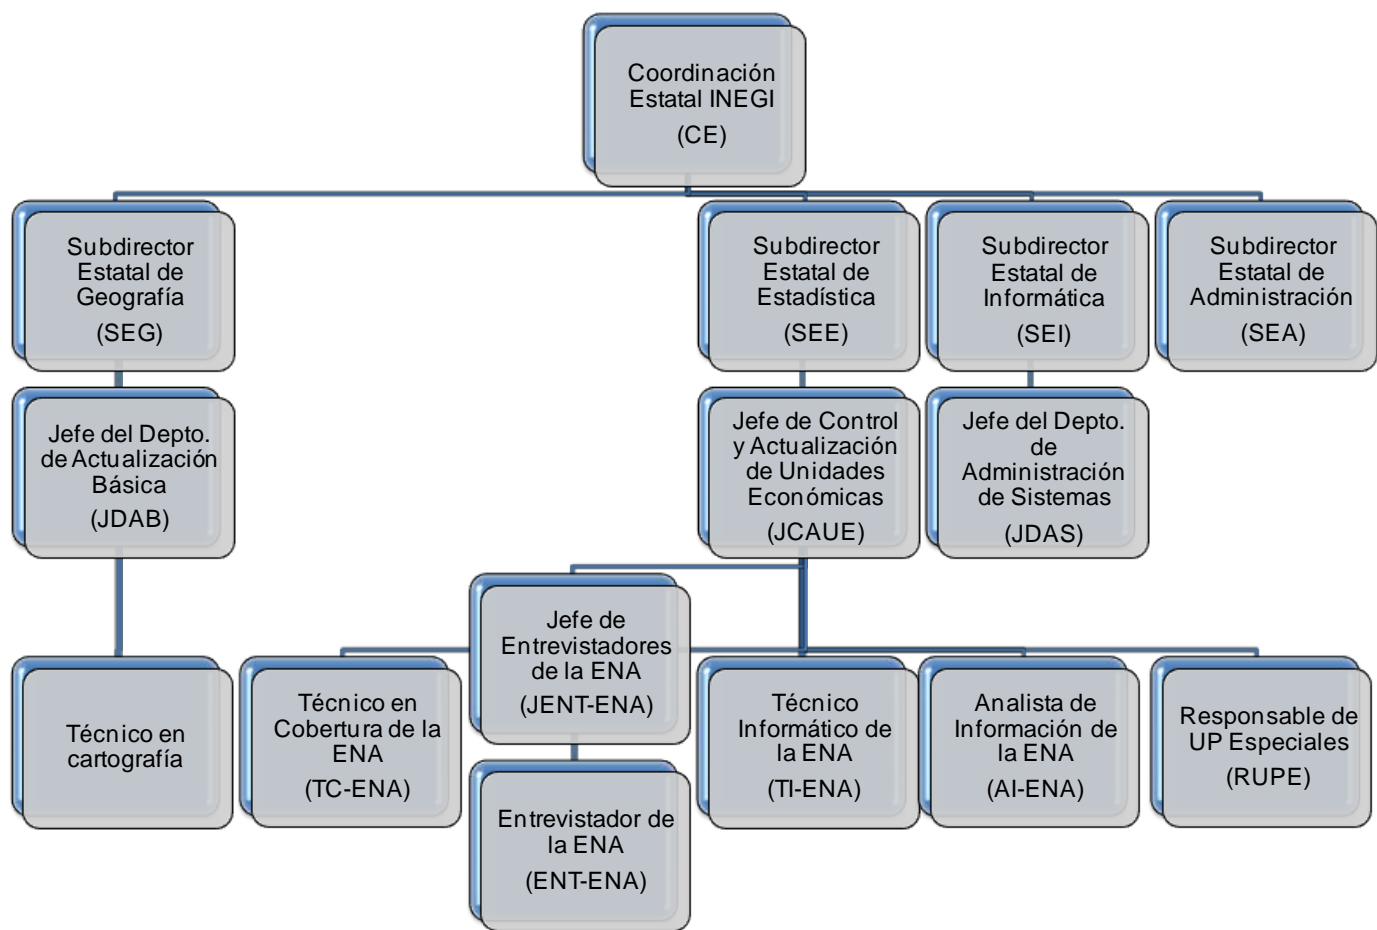 Coordinación
Estatal INEGI
(CE)
Subdirector
Estatal de
Geografía
(SEG)
Subdirector
Estatal de
Estadística
(SEE)
Subdirector
Estatal de
Informática
(SEI)
Subdirector
Estatal de
Administración
(SEA)
Jefe del Depto.
de Actualización
Básica
(JDAB)
Jefe de Control
y Actualización
de Unidades
Económicas
(JCAUE)
Jefe del Depto.
de
Administración
de Sistemas
(JDAS)
Jefe de
Entrevistadores
de la ENA
(JENT-ENA)
Técnico en
cartografía
Técnico en
Cobertura de la
ENA
(TC-ENA)
Técnico
Informático de
la ENA
(TI-ENA)
Analista de
Información de
la ENA
(AI-ENA)
Responsable de
UP Especiales
(RUPE)
Entrevistador de
la ENA
(ENT-ENA)